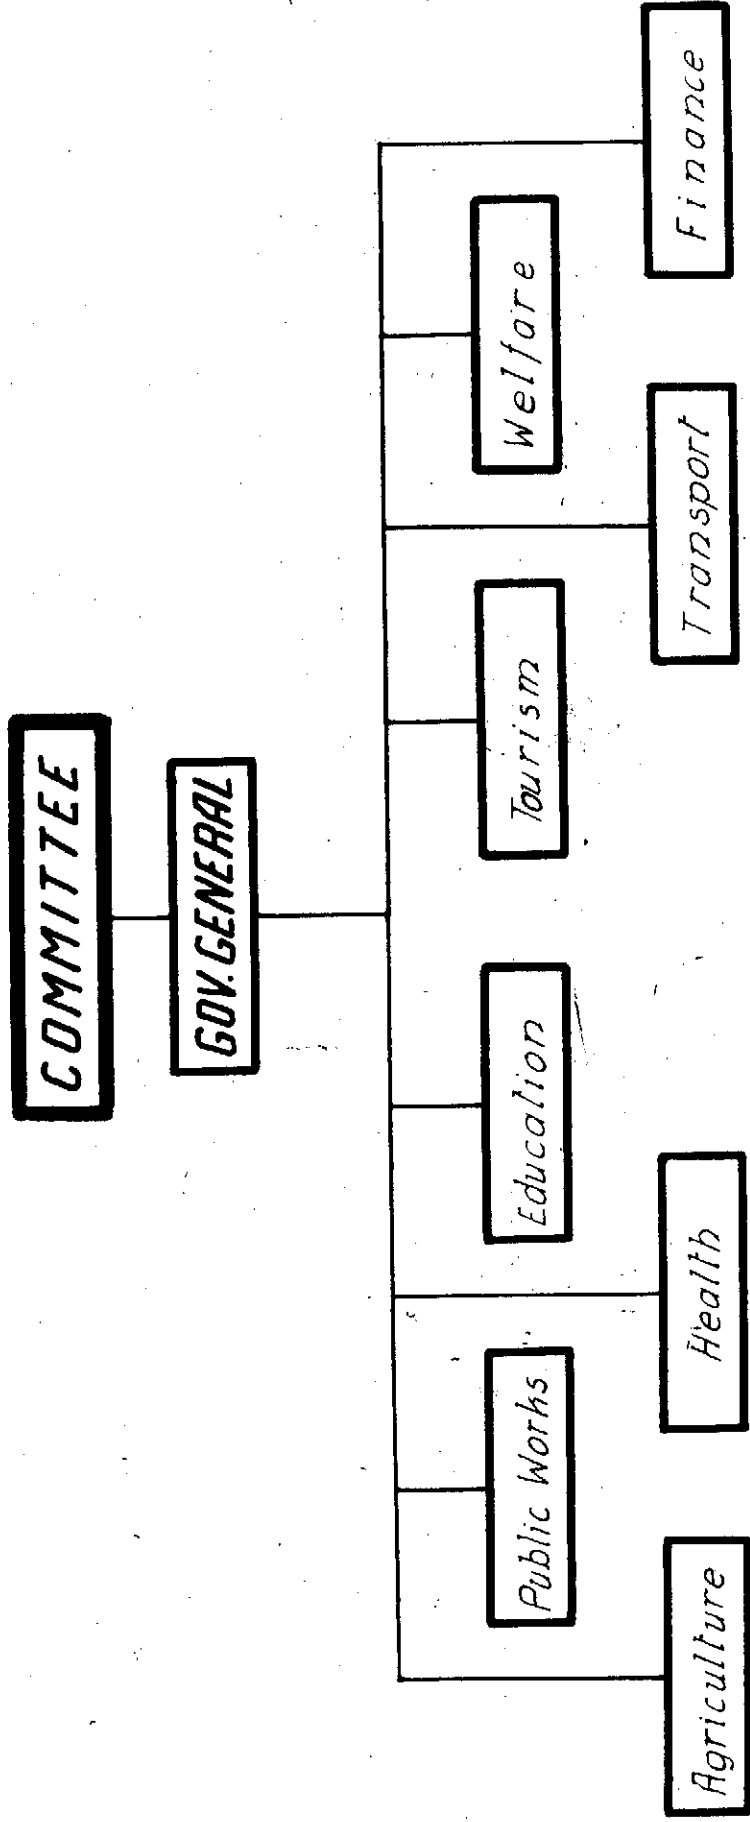 COMMITTEE
GOV. GENERAL
Public Works
Education
Tourism
Welfare
Agriculture
Health
Transport
Finance